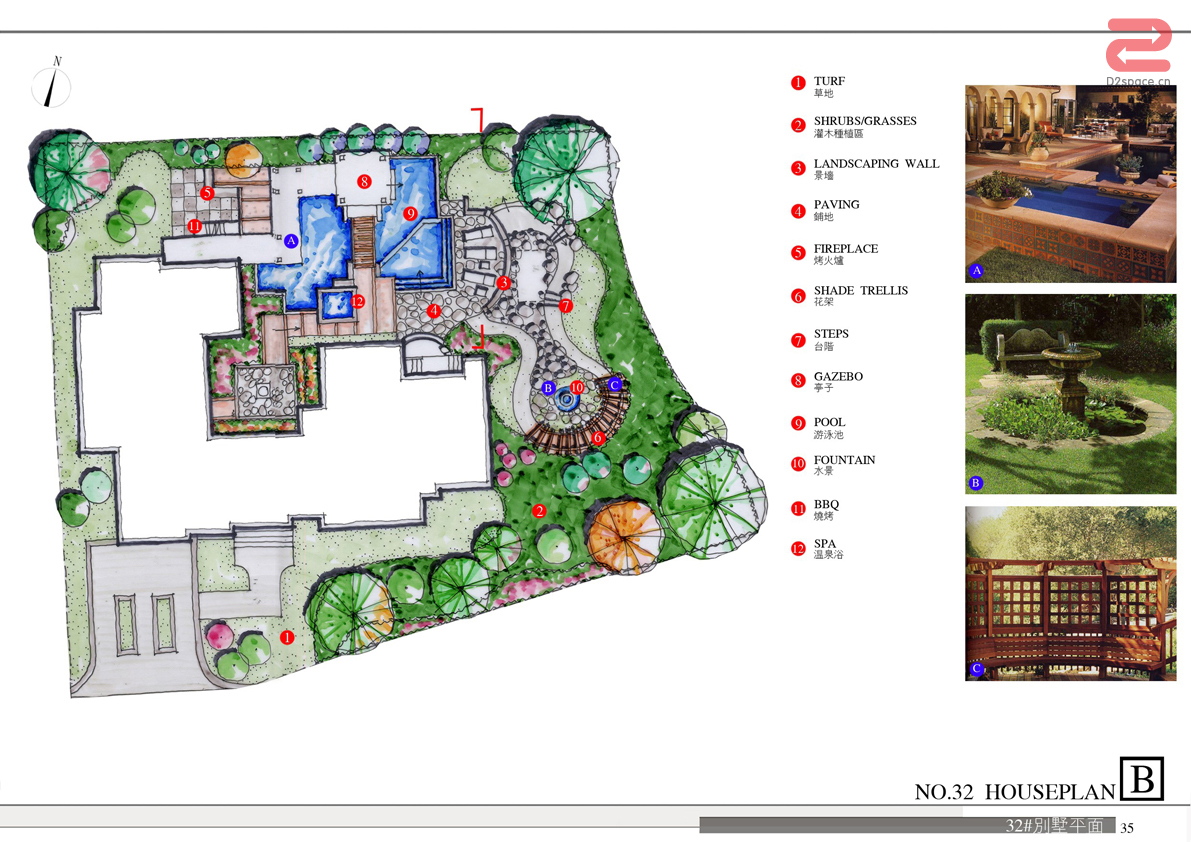 D2space.cn
N
1 TURF
草地
2 SHRUBS/GRASSES
灌木種植區
3 LANDSCAPING WALL
景墻
4 PAVING
鋪地
5 FIREPLACE
烤火爐
6 SHADE TRELLIS
花架
7 STEPS
台階
8 GAZEBO
亭子
9 POOL
游泳池
10 FOUNTAIN
水景
11 BBQ
燒烤
12 SPA
温泉浴
8
5
9
11
A
3
12
7
4
B
10
C
6
2
1
A
B
C
NO.32 HOUSEPLAN B
32#別墅平面 35